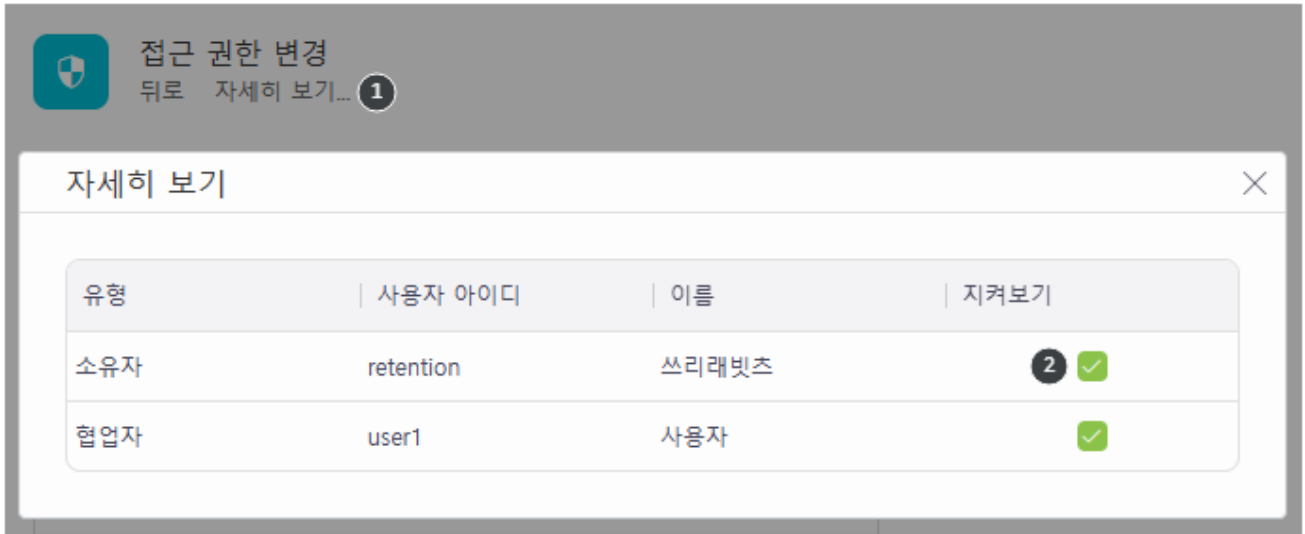 접근 권한 변경
뒤로 자세히 보기... 1
자세히 보기
유형 사용자 아이디 이름 지켜보기
소유자 retention 쓰리래빗츠 2
협업자 user1 사용자